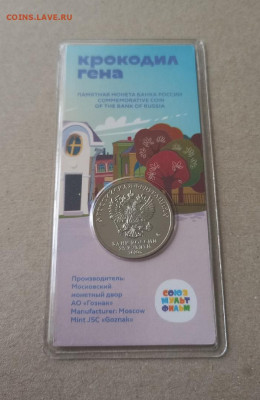 COINS-LAVE.RU
крокодил
гена
ПАМЯТНАЯ МОНЕТА БАНКА РОССИИ
COMMEMORATIVE COIN
OF THE BANK OF RUSSIA
Производитель:
Московский
монетный двор
АО «Гознак»
Manufacturer: Moscow
Mint JSC «Goznak»
СОЮЗ
МУЛЬТ
ФИЛЬМ